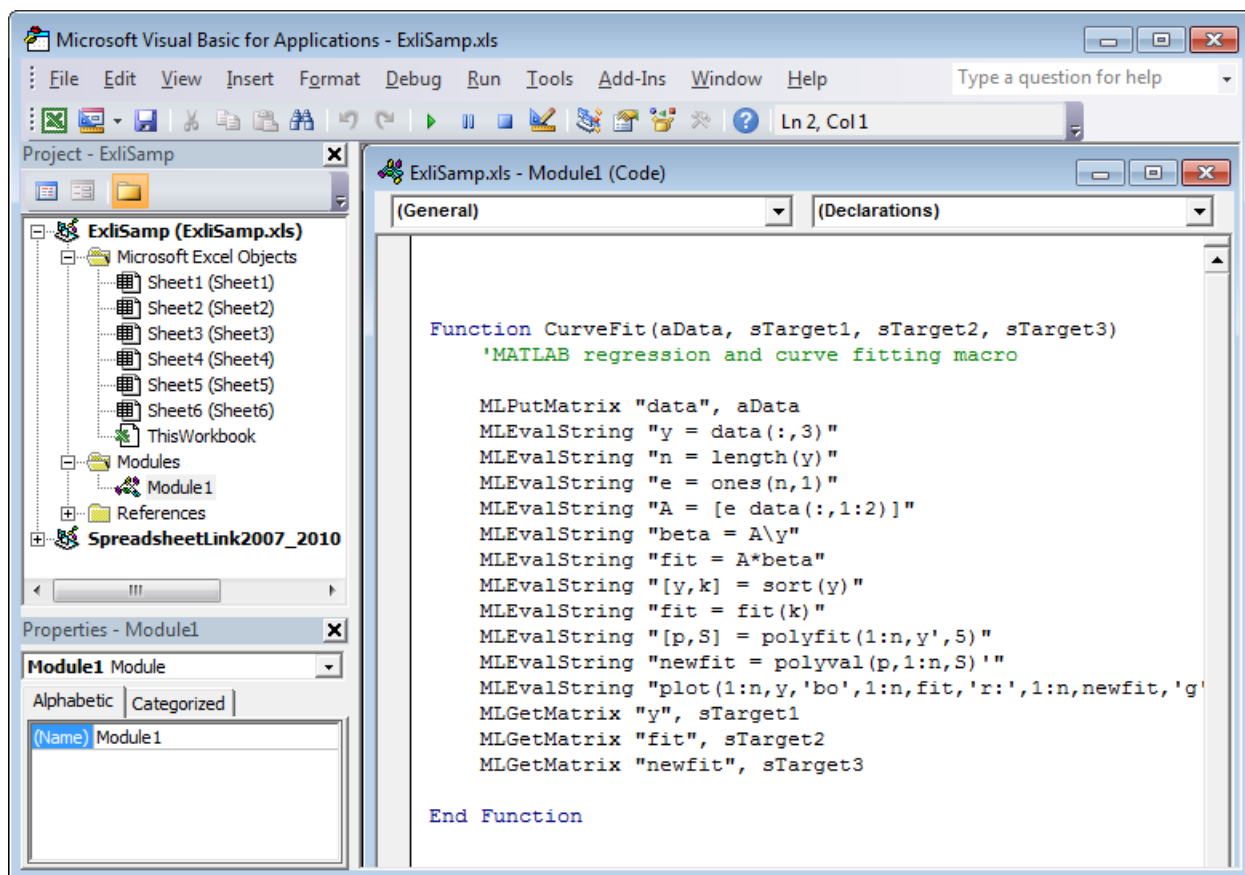 Microsoft Visual Basic for Applications - ExliSamp.xls
File Edit View Insert Format Debug Run Tools Add-Ins Window Help Type a question for help
Ln 2, Col 1
Project - ExliSamp
ExliSamp (ExliSamp.xls)
Microsoft Excel Objects
Sheet1 (Sheet1)
Sheet2 (Sheet2)
Sheet3 (Sheet3)
Sheet4 (Sheet4)
Sheet5 (Sheet5)
Sheet6 (Sheet6)
ThisWorkbook
Modules
Module1
References
SpreadsheetLink2007_2010
Properties - Module1
Module1 Module
Alphabetic Categorized
(Name) Module1
ExliSamp.xls - Module1 (Code)
(General) (Declarations)
Function CurveFit(aData, sTarget1, sTarget2, sTarget3)
'MATLAB regression and curve fitting macro
MLPutMatrix "data", aData
MLEvalString "y = data(:,3)"
MLEvalString "n = length(y)"
MLEvalString "e = ones(n,1)"
MLEvalString "A = [e data(:,1:2)]"
MLEvalString "beta = A\y"
MLEvalString "fit = A*beta"
MLEvalString "[y,k] = sort(y)"
MLEvalString "fit = fit(k)"
MLEvalString "[p,S] = polyfit(1:n,y',5)"
MLEvalString "newfit = polyval(p,1:n,S)'"
MLEvalString "plot(1:n,y,'bo',1:n,fit,'r:',1:n,newfit,'g'
MLGetMatrix "y", sTarget1
MLGetMatrix "fit", sTarget2
MLGetMatrix "newfit", sTarget3
End Function